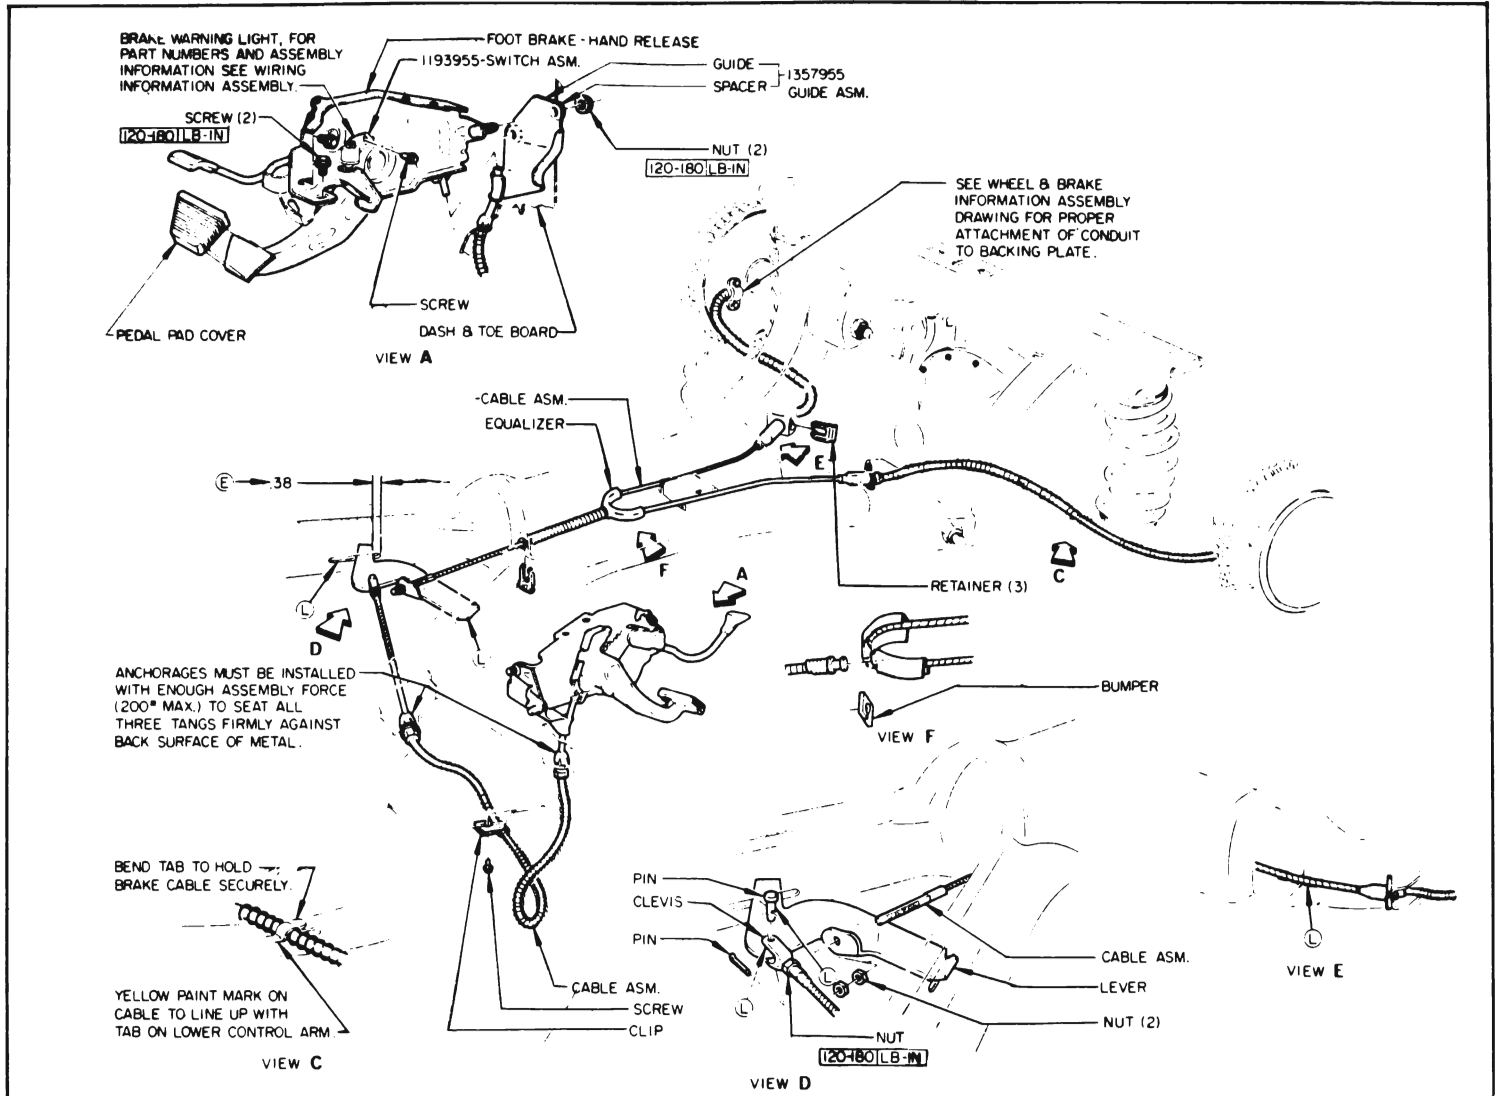 BRAKE WARNING LIGHT, FOR
PART NUMBERS AND ASSEMBLY
INFORMATION SEE WIRING
INFORMATION ASSEMBLY.
FOOT BRAKE - HAND RELEASE
1193955-SWITCH ASM.
GUIDE
SPACER
1357955
GUIDE ASM.
SCREW (2)
120-180 LB-IN
NUT (2)
120-180 LB-IN
SCREW
PEDAL PAD COVER
DASH & TOE BOARD
VIEW A
SEE WHEEL & BRAKE
INFORMATION ASSEMBLY
DRAWING FOR PROPER
ATTACHMENT OF CONDUIT
TO BACKING PLATE.
-CABLE ASM.
EQUALIZER
E
E .38
F
A
C
RETAINER (3)
L
D
L
ANCHORAGES MUST BE INSTALLED
WITH ENOUGH ASSEMBLY FORCE
(200# MAX.) TO SEAT ALL
THREE TANGS FIRMLY AGAINST
BACK SURFACE OF METAL.
BUMPER
VIEW F
BEND TAB TO HOLD
BRAKE CABLE SECURELY.
YELLOW PAINT MARK ON
CABLE TO LINE UP WITH
TAB ON LOWER CONTROL ARM.
VIEW C
CABLE ASM.
SCREW
CLIP
PIN
CLEVIS
PIN
L
L
CABLE ASM.
LEVER
NUT (2)
NUT
120-180 LB-IN
VIEW D
L
VIEW E